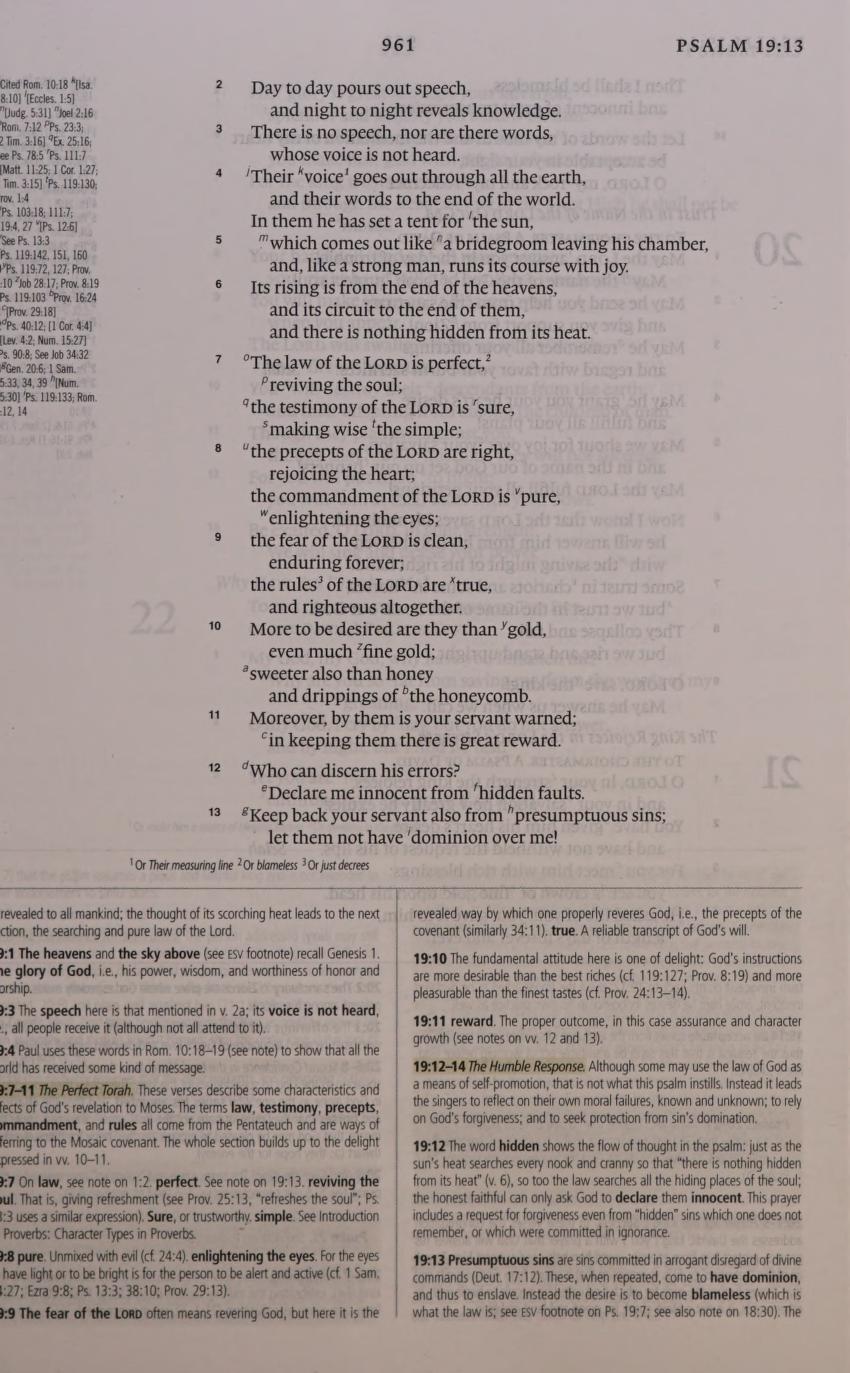 961
PSALM 19:13
Cited Rom. 10:18 k[Isa.
8:10] l[Eccles. 1:5]
m[Judg. 5:31] nJoel 2:16
Rom. 7:12 pPs. 23:3;
2 Tim. 3:16] qEx. 25:16;
ee Ps. 78:5 rPs. 111:7
[Matt. 11:25; 1 Cor. 1:27;
Tim. 3:15] tPs. 119:130;
rov. 1:4
Ps. 103:18; 111:7;
19:4, 27 v[Ps. 12:6]
See Ps. 13:3
Ps. 119:142, 151, 160
yPs. 119:72, 127; Prov.
:10 zJob 28:17; Prov. 8:19
Ps. 119:103 bProv. 16:24
c[Prov. 29:18]
dPs. 40:12; [1 Cor. 4:4]
[Lev. 4:2; Num. 15:27]
Ps. 90:8; See Job 34:32
gGen. 20:6; 1 Sam.
5:33, 34, 39 h[Num.
5:30] iPs. 119:133; Rom.
:12, 14
2 Day to day pours out speech,
and night to night reveals knowledge.
3 There is no speech, nor are there words,
whose voice is not heard.
4 jTheir kvoice1 goes out through all the earth,
and their words to the end of the world.
In them he has set a tent for lthe sun,
5 mwhich comes out like na bridegroom leaving his chamber,
and, like a strong man, runs its course with joy.
6 Its rising is from the end of the heavens,
and its circuit to the end of them,
and there is nothing hidden from its heat.
7 oThe law of the LORD is perfect,2
previving the soul;
qthe testimony of the LORD is rsure,
smaking wise tthe simple;
8 uthe precepts of the LORD are right,
rejoicing the heart;
the commandment of the LORD is vpure,
wenlightening the eyes;
9 the fear of the LORD is clean,
enduring forever;
the rules3 of the LORD are xtrue,
and righteous altogether.
10 More to be desired are they than ygold,
even much zfine gold;
asweeter also than honey
and drippings of bthe honeycomb.
11 Moreover, by them is your servant warned;
cin keeping them there is great reward.
12 dWho can discern his errors?
eDeclare me innocent from fhidden faults.
13 gKeep back your servant also from hpresumptuous sins;
let them not have idominion over me!
1 Or Their measuring line 2 Or blameless 3 Or just decrees
revealed to all mankind; the thought of its scorching heat leads to the next
ction, the searching and pure law of the Lord.
9:1 The heavens and the sky above (see ESV footnote) recall Genesis 1.
he glory of God, i.e., his power, wisdom, and worthiness of honor and
orship.
9:3 The speech here is that mentioned in v. 2a; its voice is not heard,
., all people receive it (although not all attend to it).
9:4 Paul uses these words in Rom. 10:18–19 (see note) to show that all the
orld has received some kind of message.
9:7–11 The Perfect Torah. These verses describe some characteristics and
fects of God's revelation to Moses. The terms law, testimony, precepts,
ommandment, and rules all come from the Pentateuch and are ways of
ferring to the Mosaic covenant. The whole section builds up to the delight
pressed in vv. 10–11.
9:7 On law, see note on 1:2. perfect. See note on 19:13. reviving the
ul. That is, giving refreshment (see Prov. 25:13, "refreshes the soul"; Ps.
:3 uses a similar expression). Sure, or trustworthy. simple. See Introduction
Proverbs: Character Types in Proverbs.
9:8 pure. Unmixed with evil (cf. 24:4). enlightening the eyes. For the eyes
have light or to be bright is for the person to be alert and active (cf. 1 Sam.
:27; Ezra 9:8; Ps. 13:3; 38:10; Prov. 29:13).
9:9 The fear of the LORD often means revering God, but here it is the
revealed way by which one properly reveres God, i.e., the precepts of the
covenant (similarly 34:11). true. A reliable transcript of God's will.
19:10 The fundamental attitude here is one of delight: God's instructions
are more desirable than the best riches (cf. 119:127; Prov. 8:19) and more
pleasurable than the finest tastes (cf. Prov. 24:13–14).
19:11 reward. The proper outcome, in this case assurance and character
growth (see notes on vv. 12 and 13).
19:12–14 The Humble Response. Although some may use the law of God as
a means of self-promotion, that is not what this psalm instills. Instead it leads
the singers to reflect on their own moral failures, known and unknown; to rely
on God's forgiveness; and to seek protection from sin's domination.
19:12 The word hidden shows the flow of thought in the psalm: just as the
sun's heat searches every nook and cranny so that "there is nothing hidden
from its heat" (v. 6), so too the law searches all the hiding places of the soul;
the honest faithful can only ask God to declare them innocent. This prayer
includes a request for forgiveness even from "hidden" sins which one does not
remember, or which were committed in ignorance.
19:13 Presumptuous sins are sins committed in arrogant disregard of divine
commands (Deut. 17:12). These, when repeated, come to have dominion,
and thus to enslave. Instead the desire is to become blameless (which is
what the law is; see ESV footnote on Ps. 19:7; see also note on 18:30). The